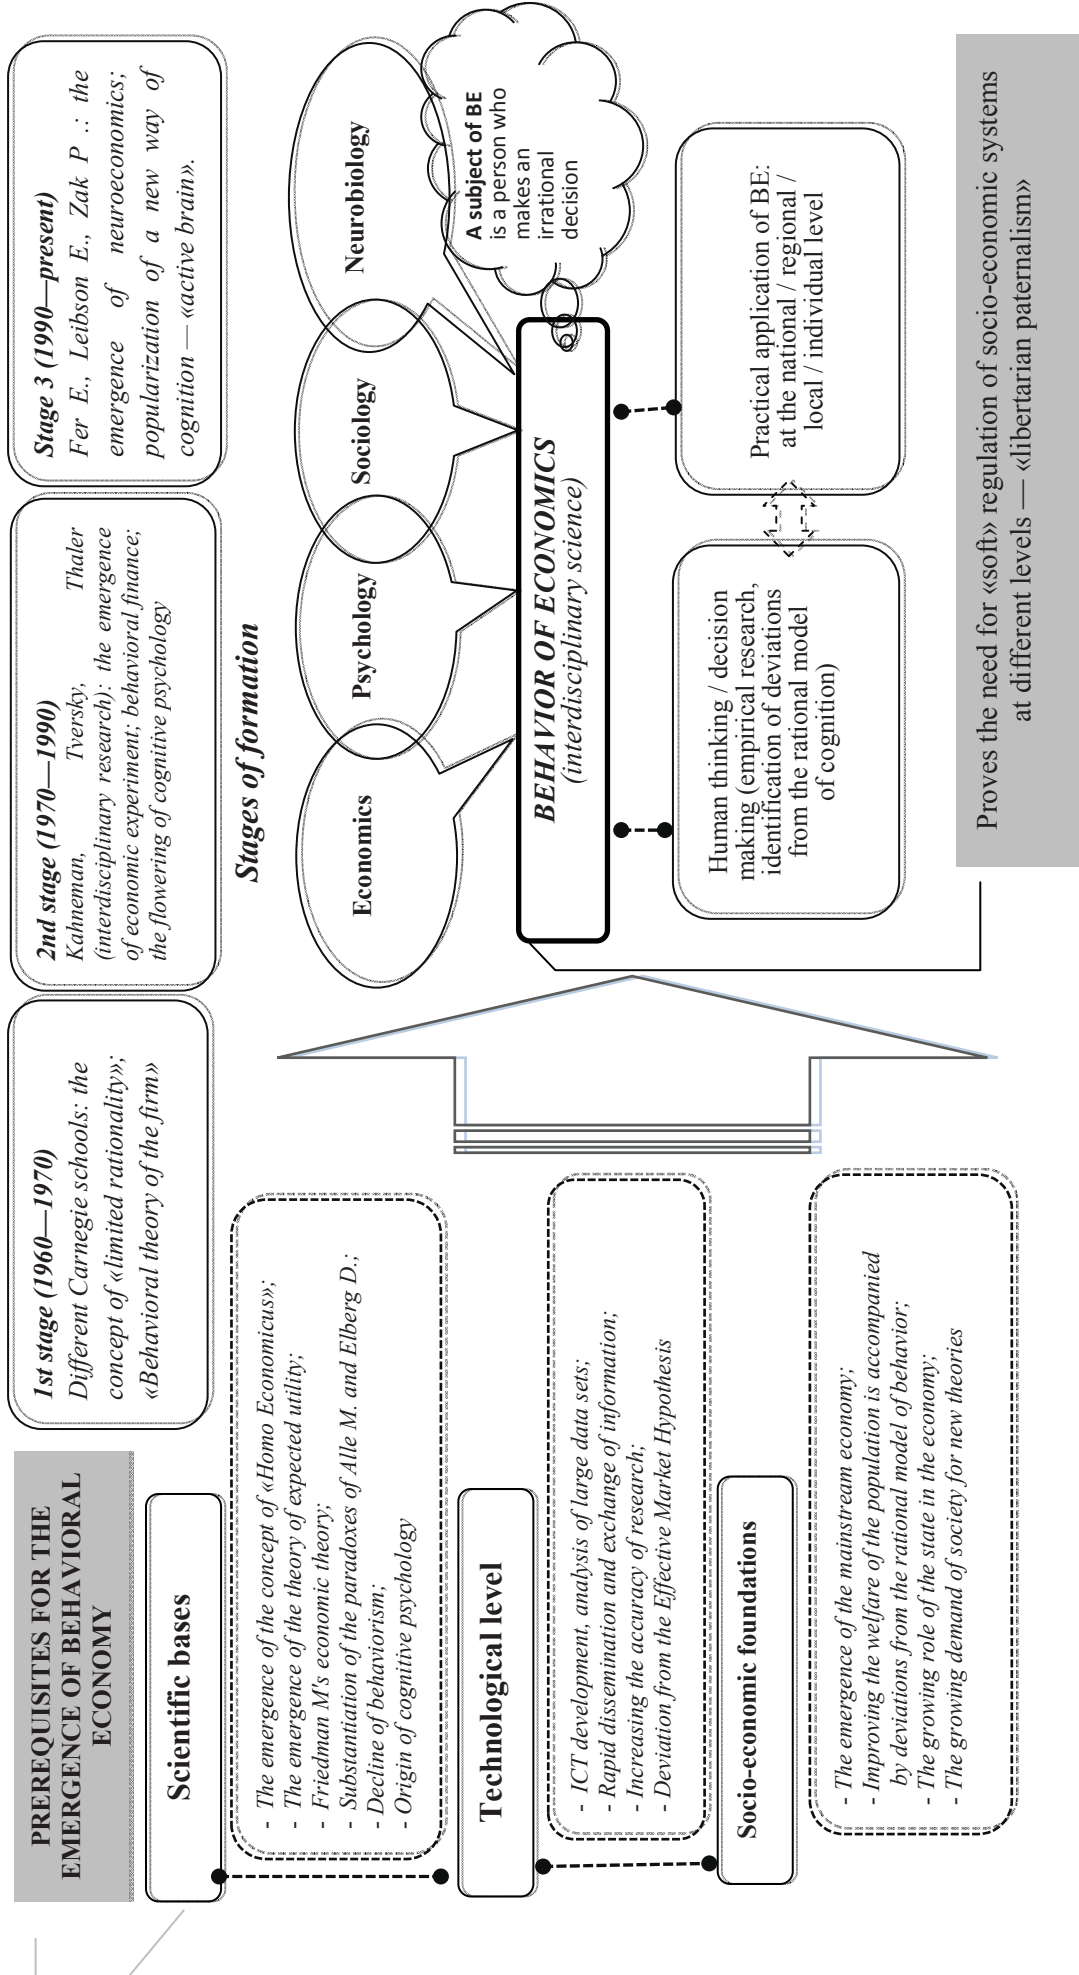 PREREQUISITES FOR THE
EMERGENCE OF BEHAVIORAL
ECONOMY
Scientific bases
- The emergence of the concept of «Homo Economicus»;
- The emergence of the theory of expected utility;
- Friedman M's economic theory;
- Substantiation of the paradoxes of Alle M. and Elberg D.;
- Decline of behaviorism;
- Origin of cognitive psychology
Technological level
- ICT development, analysis of large data sets;
- Rapid dissemination and exchange of information;
- Increasing the accuracy of research;
- Deviation from the Effective Market Hypothesis
Socio-economic foundations
- The emergence of the mainstream economy;
- Improving the welfare of the population is accompanied
by deviations from the rational model of behavior;
- The growing role of the state in the economy;
- The growing demand of society for new theories
1st stage (1960—1970)
Different Carnegie schools: the
concept of «limited rationality»;
«Behavioral theory of the firm»
2nd stage (1970—1990)
Kahneman, Tversky, Thaler
(interdisciplinary research): the emergence
of economic experiment; behavioral finance;
the flowering of cognitive psychology
Stage 3 (1990—present)
Fer E., Leibson E., Zak P .: the
emergence of neuroeconomics;
popularization of a new way of
cognition — «active brain».
Stages of formation
Economics
Psychology
Sociology
Neurobiology
A subject of BE
is a person who
makes an
irrational
decision
BEHAVIOR OF ECONOMICS
(interdisciplinary science)
Human thinking / decision
making (empirical research,
identification of deviations
from the rational model
of cognition)
Practical application of BE:
at the national / regional /
local / individual level
Proves the need for «soft» regulation of socio-economic systems
at different levels — «libertarian paternalism»